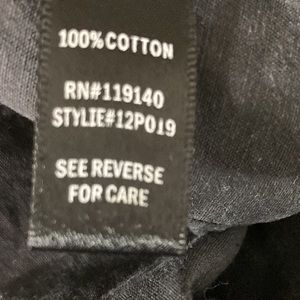 100%COTTON
RN#119140
STYLIE#12P019
SEE REVERSE
FOR CARE